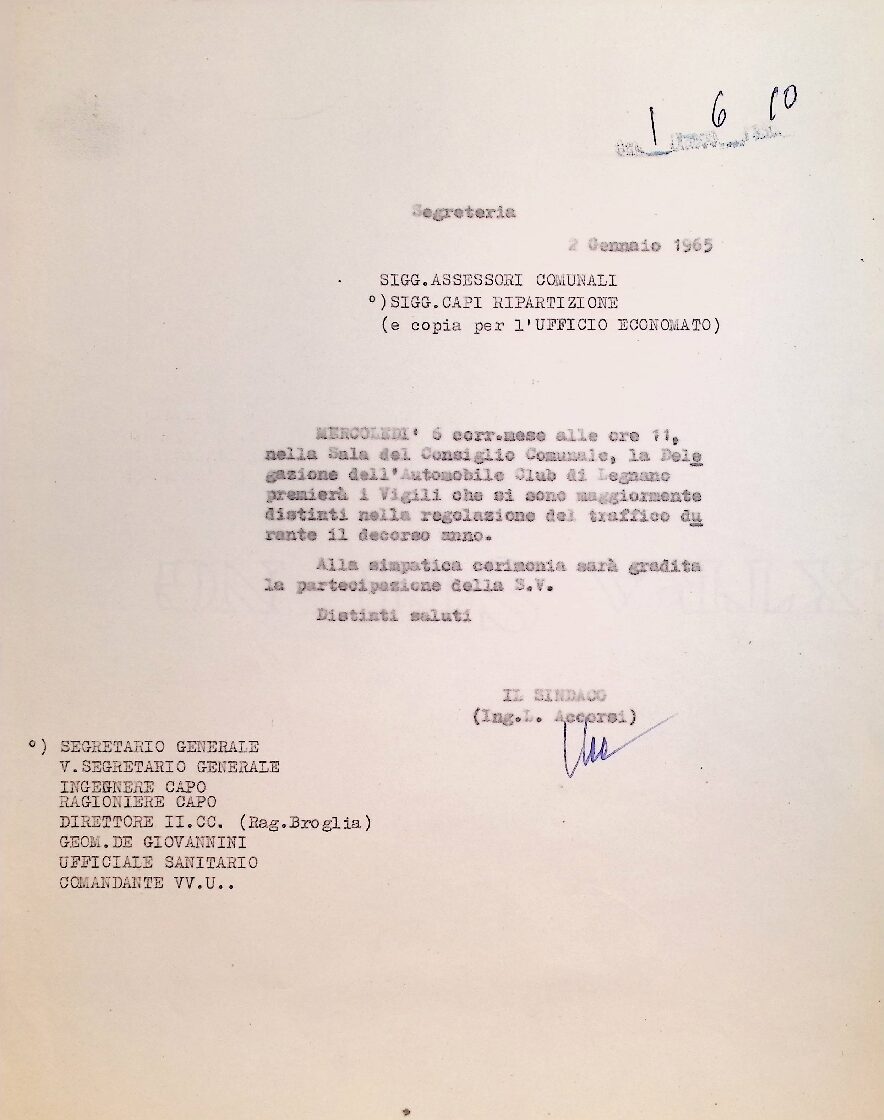 1 6 10
Segreteria
2 Gennaio 1965
SIGG.ASSESSORI COMUNALI
°)SIGG.CAPI RIPARTIZIONE
(e copia per l'UFFICIO ECONOMATO)
MERCOLEDI' 6 corr.mese alle ore 11,
nella Sala del Consiglio Comunale, la Dele
gazione dell'Automobile Club di Legnano
premierà i Vigili che si sono maggiormente
distinti nella regolazione del traffico du
rante il decorso anno.
Alla simpatica cerimonia sarà gradita
la partecipazione della S.V.
Distinti saluti
IL SINDACO
(Ing.L. Accorsi)
°) SEGRETARIO GENERALE
V.SEGRETARIO GENERALE
INGEGNERE CAPO
RAGIONIERE CAPO
DIRETTORE II.CC. (Rag.Broglia)
GEOM.DE GIOVANNINI
UFFICIALE SANITARIO
COMANDANTE VV.U..